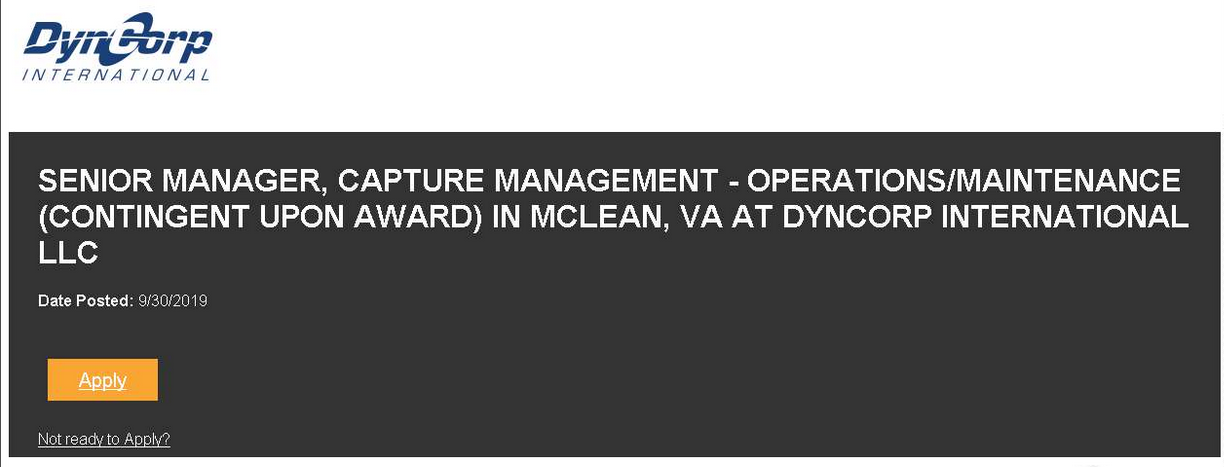 DynCorp
INTERNATIONAL
SENIOR MANAGER, CAPTURE MANAGEMENT - OPERATIONS/MAINTENANCE
(CONTINGENT UPON AWARD) IN MCLEAN, VA AT DYNCORP INTERNATIONAL
LLC
Date Posted: 9/30/2019
Apply
Not ready to Apply?